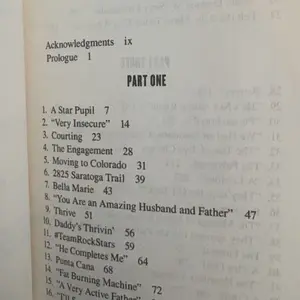 Acknowledgments ix
Prologue 1
PART ONE
1. A Star Pupil 7
2. "Very Insecure" 14
3. Courting 23
4. The Engagement 28
5. Moving to Colorado 31
6. 2825 Saratoga Trail 39
7. Bella Marie 43
8. "You Are an Amazing Husband and Father" 47
9. Thrive 51
10. Daddy's Thrivin' 56
11. #TeamRockStars 59
12. "He Completes Me" 64
13. Punta Cana 68
14. "Fat Burning Machine" 72
15. "A Very Active Father"
16.